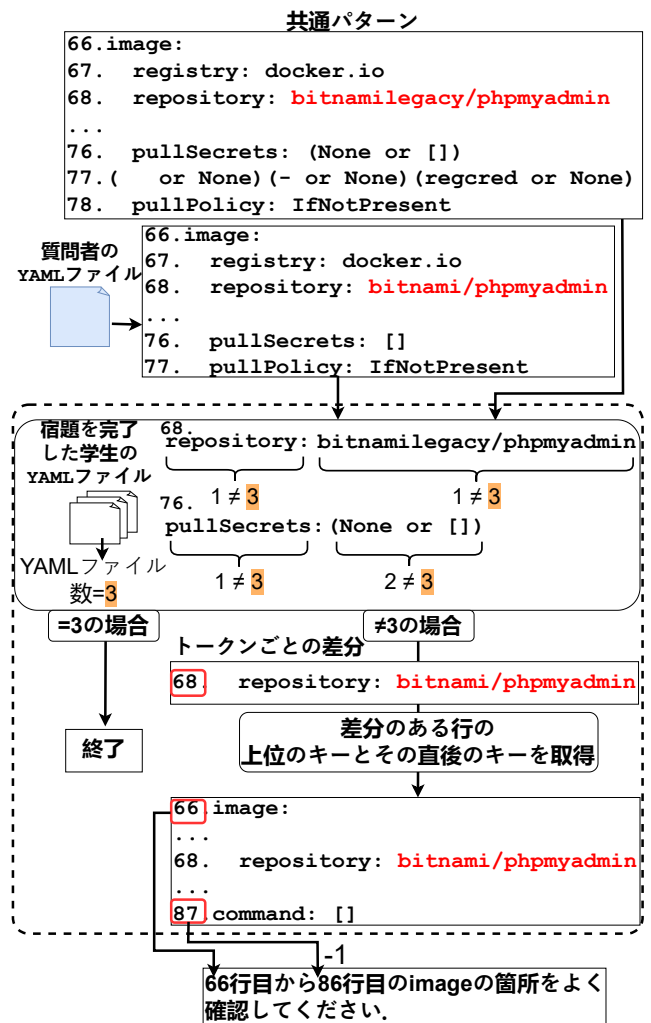 共通パターン
66.image:
67.  registry: docker.io
68.  repository: bitnamilegacy/phpmyadmin
...
76.  pullSecrets: (None or [])
77.(   or None)(- or None)(regcred or None)
78.  pullPolicy: IfNotPresent
質問者の
YAMLファイル
66.image:
67.  registry: docker.io
68.  repository: bitnami/phpmyadmin
...
76.  pullSecrets: []
77.  pullPolicy: IfNotPresent
宿題を完了
した学生の
YAMLファイル
YAMLファイル
数=3
68.
repository: bitnamilegacy/phpmyadmin
1 ≠ 3
1 ≠ 3
76.
pullSecrets: (None or [])
1 ≠ 3
2 ≠ 3
=3の場合
≠3の場合
終了
トークンごとの差分
68.  repository: bitnami/phpmyadmin
差分のある行の
上位のキーとその直後のキーを取得
66.image:
...
68.  repository: bitnami/phpmyadmin
...
87.command: []
-1
66行目から86行目のimageの箇所をよく
確認してください.